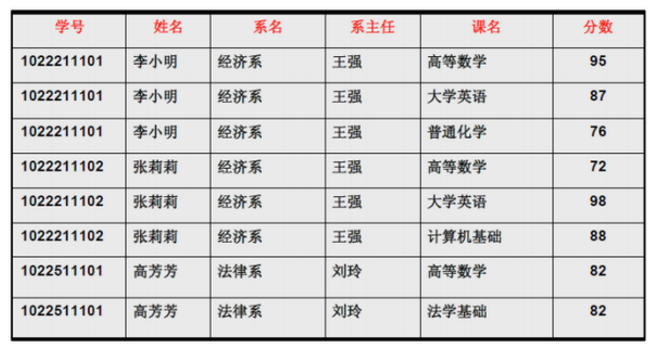 学号 姓名 系名 系主任 课名 分数
1022211101 李小明 经济系 王强 高等数学 95
1022211101 李小明 经济系 王强 大学英语 87
1022211101 李小明 经济系 王强 普通化学 76
1022211102 张莉莉 经济系 王强 高等数学 72
1022211102 张莉莉 经济系 王强 大学英语 98
1022211102 张莉莉 经济系 王强 计算机基础 88
1022511101 高芳芳 法律系 刘玲 高等数学 82
1022511101 高芳芳 法律系 刘玲 法学基础 82